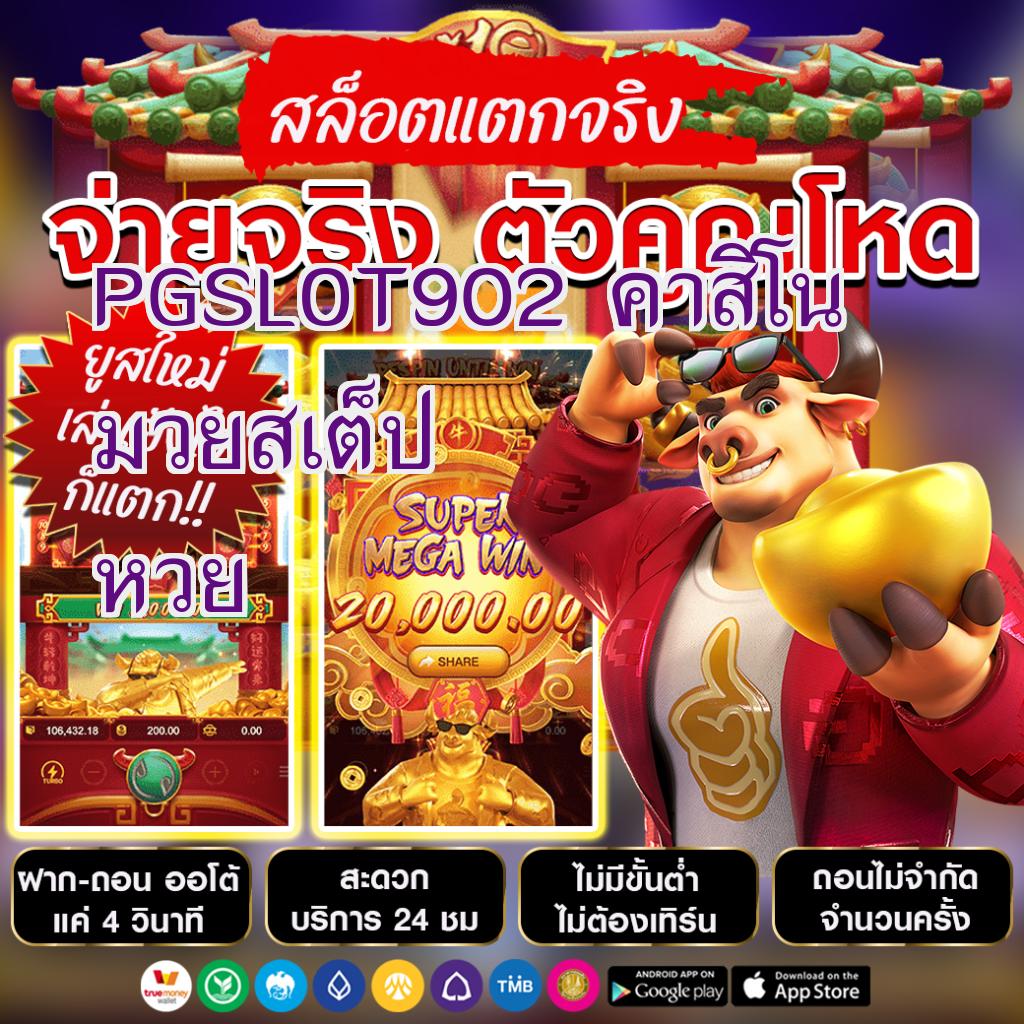 สล็อตแตกจริง
จ่ายจริง ตัวคูณโหด
PGSLOT902 คาสิโน
ยูสใหม่
มวยสเต็ป
ก็แตก!!
หวย
SUPER
MEGA WIN
20,000.00
SHARE
106,432.18 200.00 0.00
TURBO
ฝาก-ถอน ออโต้
แค่ 4 วินาที
สะดวก
บริการ 24 ชม
ไม่มีขั้นต่ำ
ไม่ต้องเทิร์น
ถอนไม่จำกัด
จำนวนครั้ง
truemoney
wallet
TMB
ANDROID APP ON
Google play
Download on the
App Store